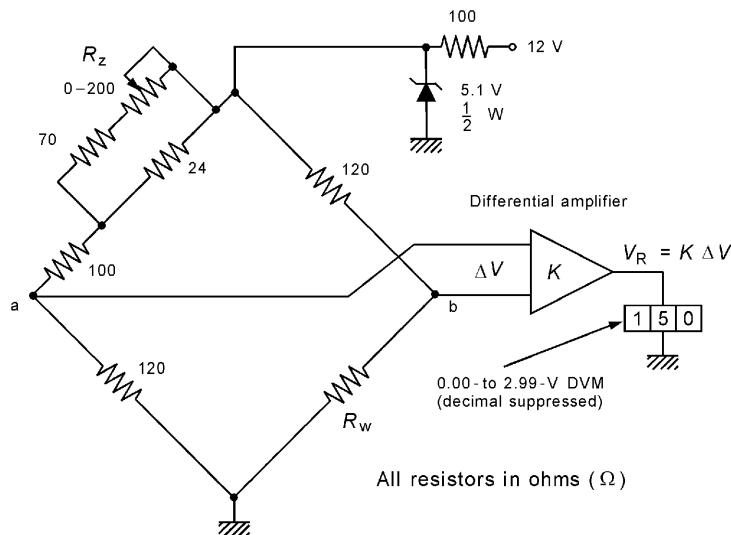 100
12 V
R_z
0–200
5.1 V
1/2 W
70
24
120
Differential amplifier
100
ΔV
K
V_R = K ΔV
a
b
1 5 0
120
R_w
0.00- to 2.99-V DVM
(decimal suppressed)
All resistors in ohms (Ω)